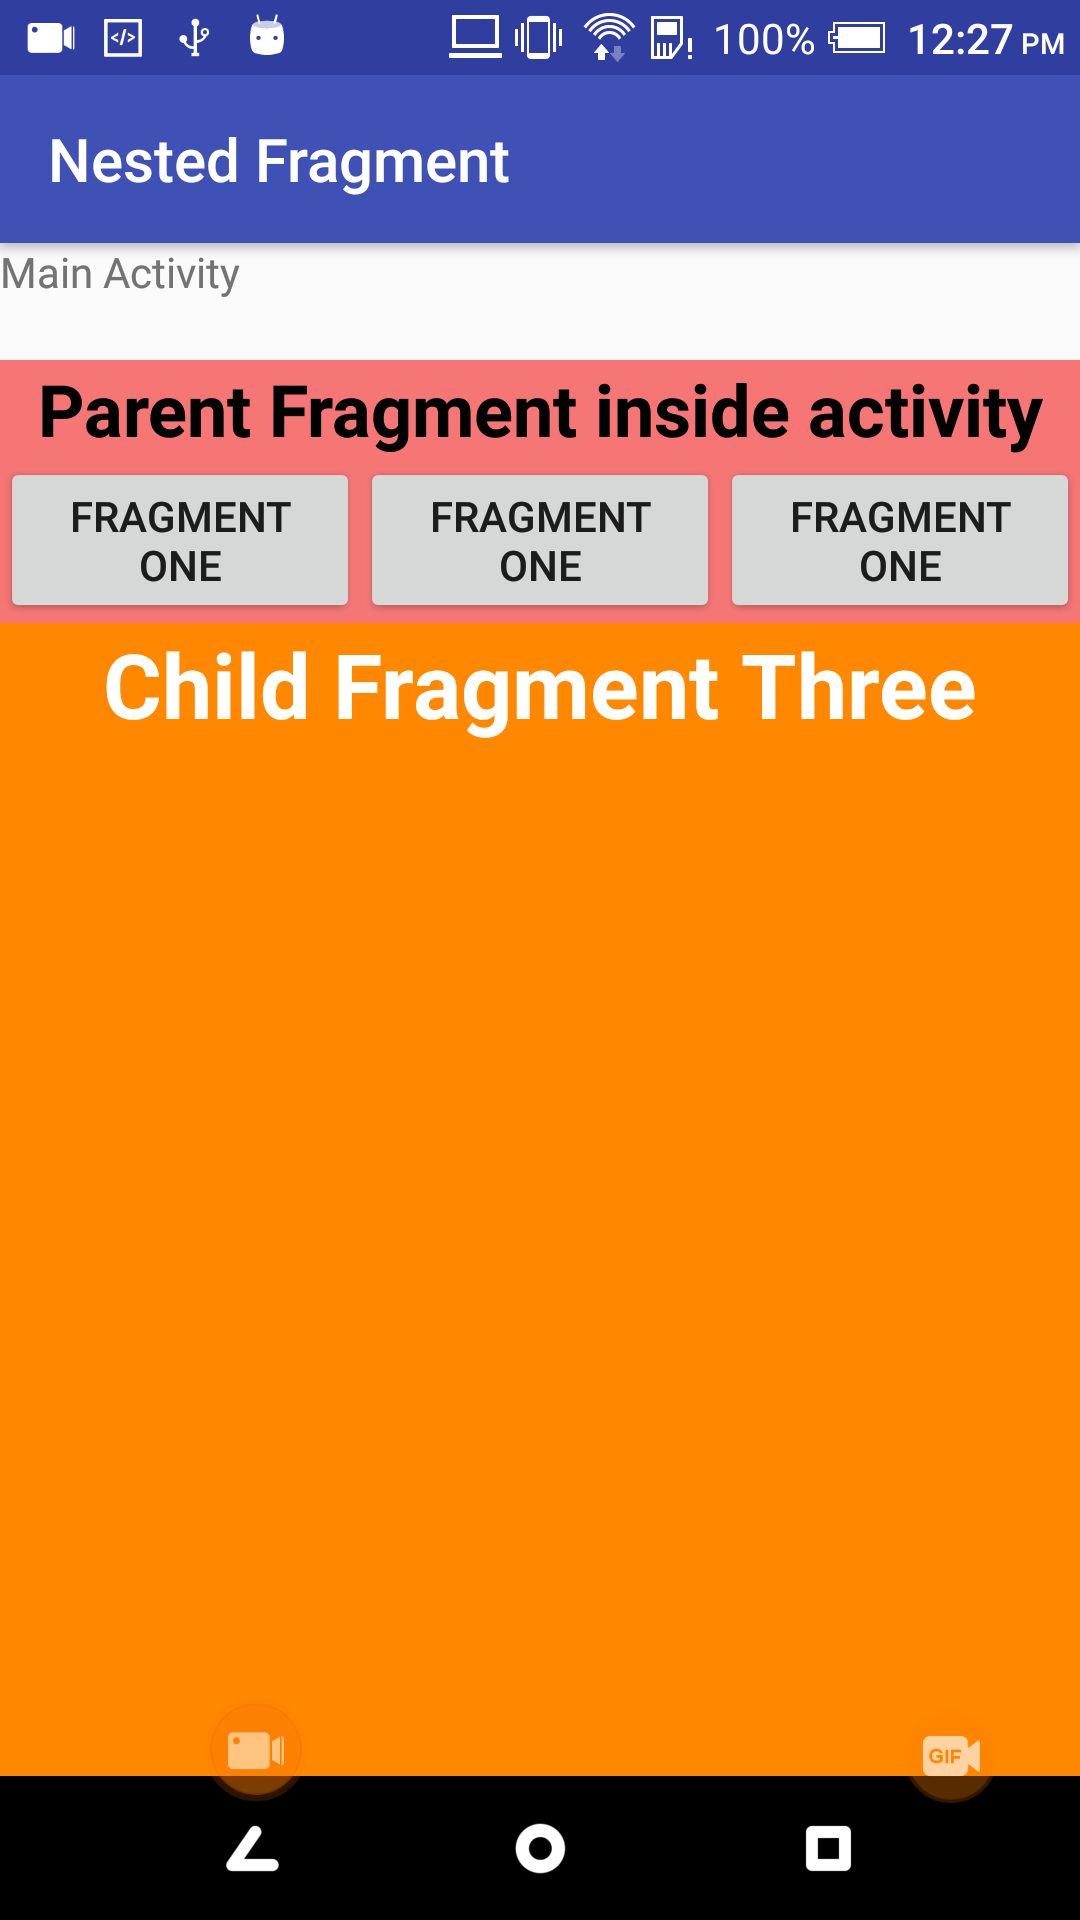 </> 100% 12:27 PM
Nested Fragment
Main Activity
Parent Fragment inside activity
FRAGMENT ONE FRAGMENT ONE FRAGMENT ONE
Child Fragment Three
GIF